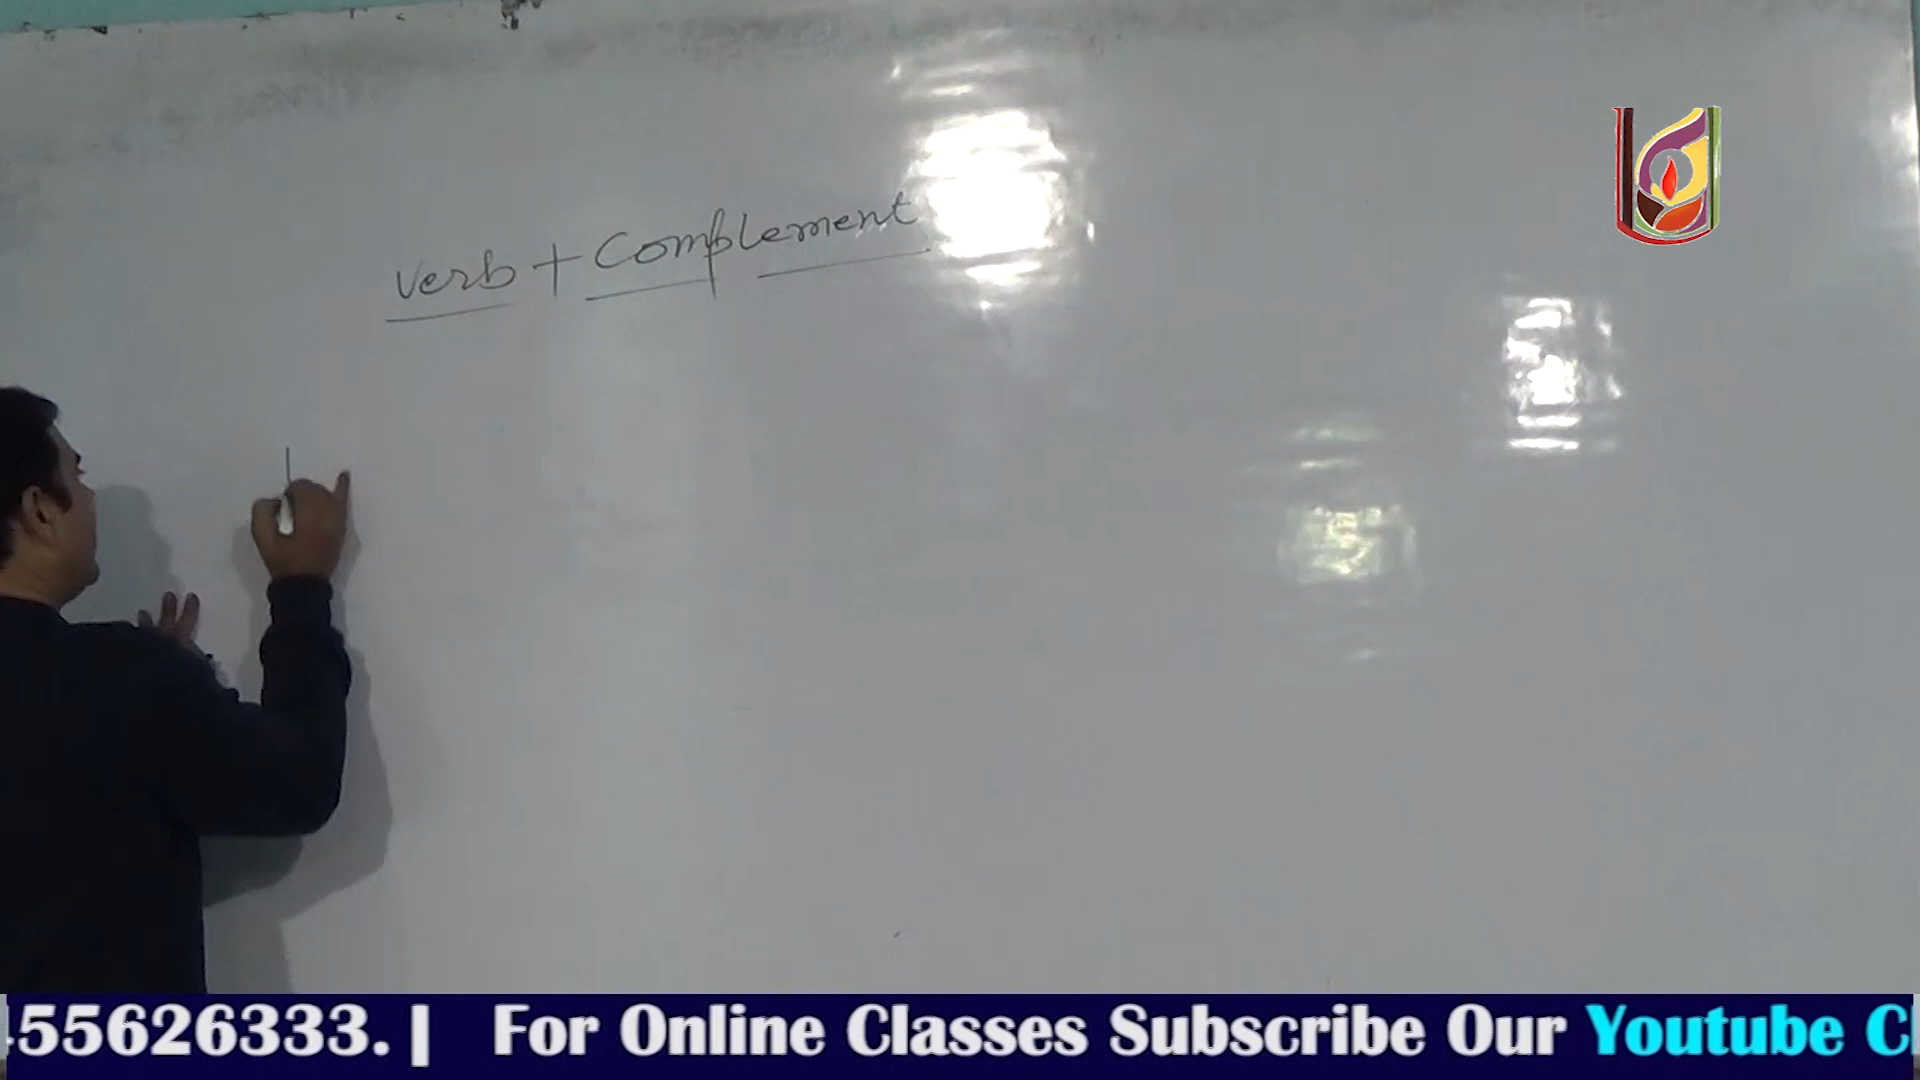 verb + Complement
55626333. | For Online Classes Subscribe Our Youtube